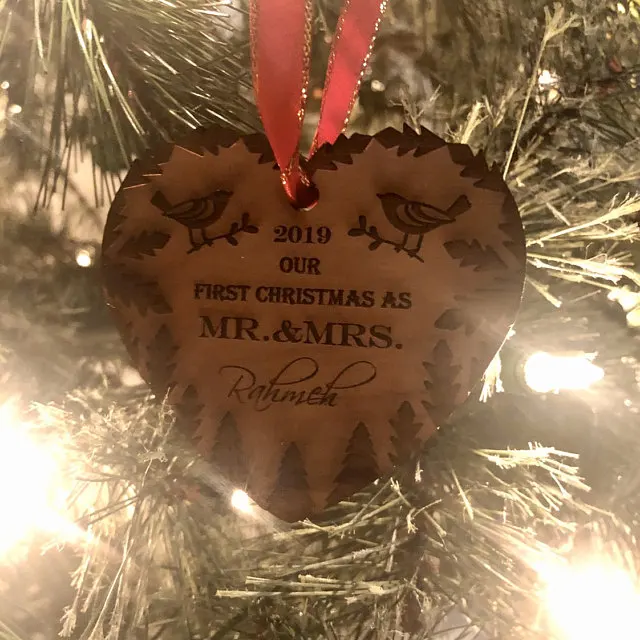 2019
OUR
FIRST CHRISTMAS AS
MR.&MRS.
Rahmeh